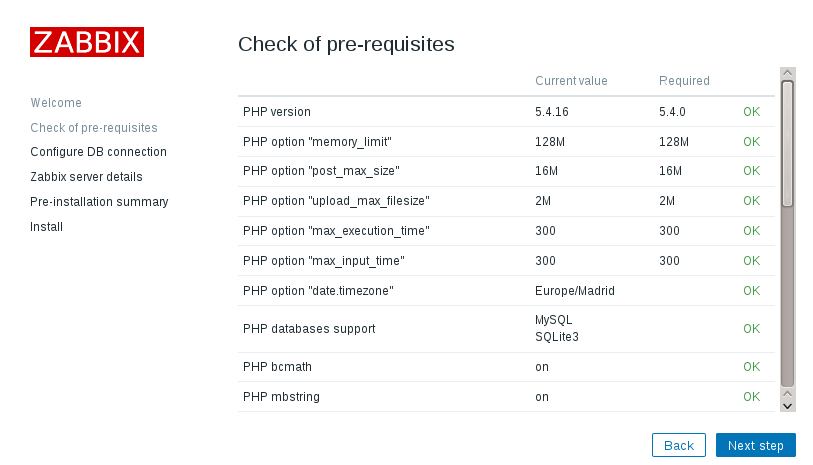 ZABBIX
Check of pre-requisites
Welcome
Check of pre-requisites
Configure DB connection
Zabbix server details
Pre-installation summary
Install
Current value Required
PHP version 5.4.16 5.4.0 OK
PHP option "memory_limit" 128M 128M OK
PHP option "post_max_size" 16M 16M OK
PHP option "upload_max_filesize" 2M 2M OK
PHP option "max_execution_time" 300 300 OK
PHP option "max_input_time" 300 300 OK
PHP option "date.timezone" Europe/Madrid OK
PHP databases support MySQL OK
SQLite3
PHP bcmath on OK
PHP mbstring on OK
Back Next step